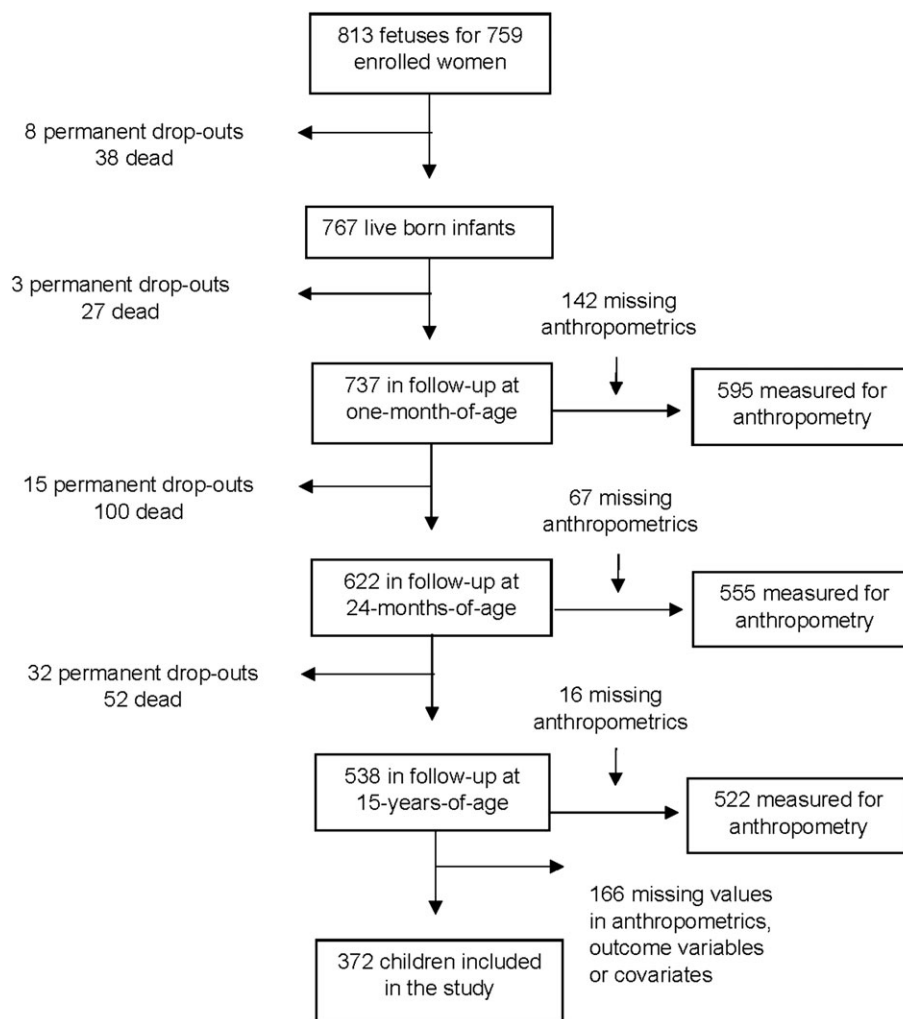 813 fetuses for 759
enrolled women
8 permanent drop-outs
38 dead
767 live born infants
3 permanent drop-outs
27 dead
142 missing
anthropometrics
737 in follow-up at
one-month-of-age
595 measured for
anthropometry
15 permanent drop-outs
100 dead
67 missing
anthropometrics
622 in follow-up at
24-months-of-age
555 measured for
anthropometry
32 permanent drop-outs
52 dead
16 missing
anthropometrics
538 in follow-up at
15-years-of-age
522 measured for
anthropometry
166 missing values
in anthropometrics,
outcome variables
or covariates
372 children included
in the study